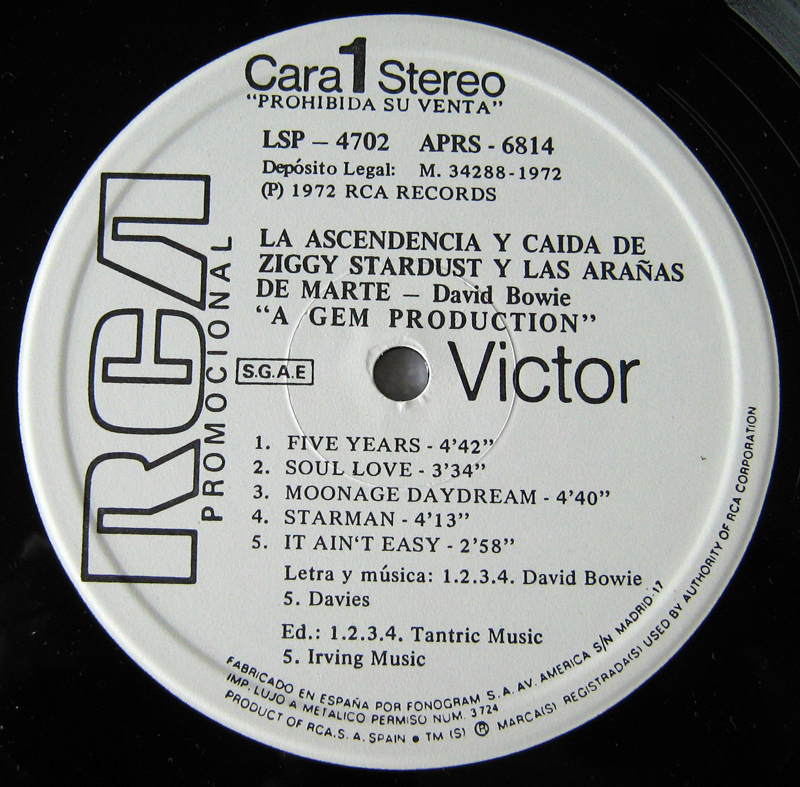 Cara 1 Stereo
"PROHIBIDA SU VENTA"
LSP – 4702 APRS - 6814
Depósito Legal: M. 34288-1972
(P) 1972 RCA RECORDS
LA ASCENDENCIA Y CAIDA DE
ZIGGY STARDUST Y LAS ARAÑAS
DE MARTE – David Bowie
"A GEM PRODUCTION"
RCA
PROMOCIONAL
S.G.A.E
Victor
1. FIVE YEARS - 4'42"
2. SOUL LOVE - 3'34"
3. MOONAGE DAYDREAM - 4'40"
4. STARMAN - 4'13"
5. IT AIN'T EASY - 2'58"
Letra y música: 1.2.3.4. David Bowie
5. Davies
Ed.: 1.2.3.4. Tantric Music
5. Irving Music
FABRICADO EN ESPAÑA POR FONOGRAM S.A. AV. AMERICA S/N MADRID-17
IMP. LUJO A METALICO PERMISO NUM. 3724
PRODUCT OF RCA.S.A. SPAIN ● TM (S) ® MARCA(S) REGISTRADA(S) USED BY AUTHORITY OF RCA CORPORATION